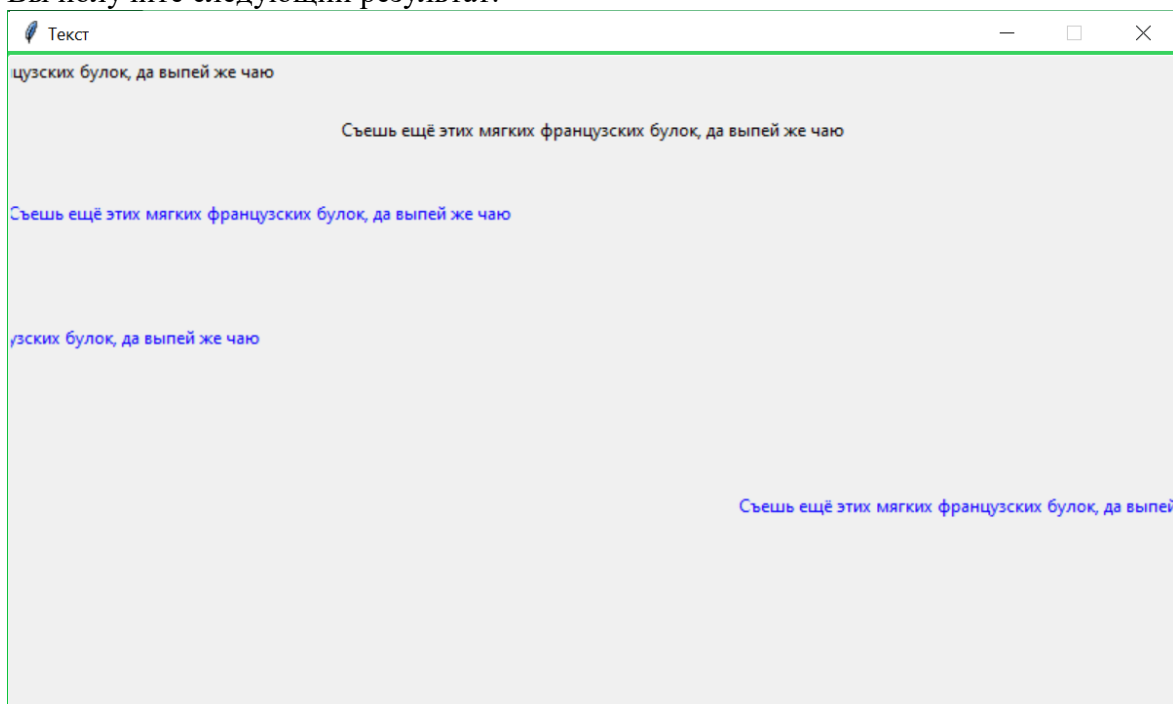 Вы получите следующий результат:
Текст
цузских булок, да выпей же чаю
Съешь ещё этих мягких французских булок, да выпей же чаю
Съешь ещё этих мягких французских булок, да выпей же чаю
узских булок, да выпей же чаю
Съешь ещё этих мягких французских булок, да выпей